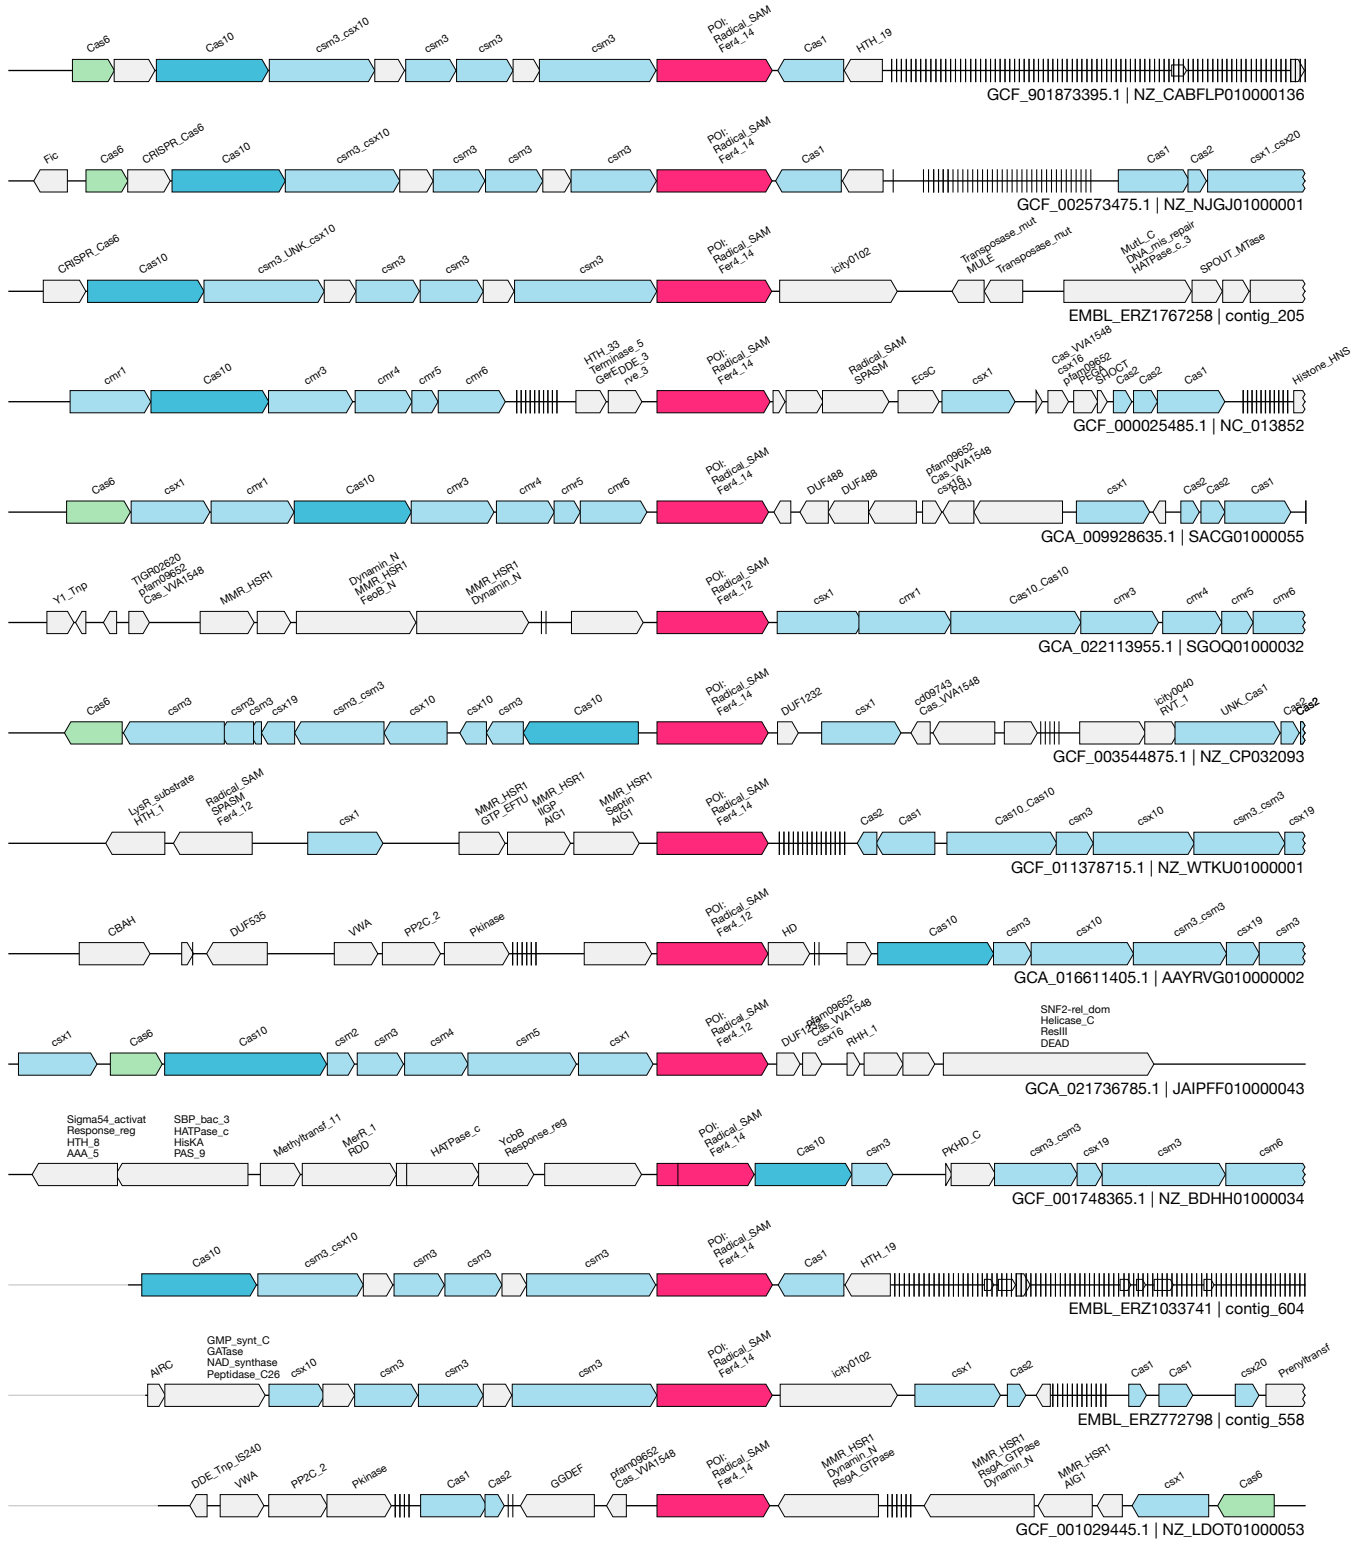 Cas6
Cas10
csm3_csx10
csm3
csm3
csm3
POI:
Radical_SAM
Fer4_14
Cas1
HTH_19
GCF_901873395.1 | NZ_CABFLP010000136
Fic
Cas6
CRISPR_Cas6
Cas10
csm3_csx10
csm3
csm3
csm3
POI:
Radical_SAM
Fer4_14
Cas1
Cas1
Cas2
csx1_csx20
GCF_002573475.1 | NZ_NJGJ01000001
CRISPR_Cas6
Cas10
csm3_UNK_csx10
csm3
csm3
csm3
POI:
Radical_SAM
Fer4_14
icity0102
Transposase_mut
MULE
Transposase_mut
MutL_C
DNA_mis_repair
HATPase_c_3
SPOUT_MTase
EMBL_ERZ1767258 | contig_205
cmr1
Cas10
cmr3
cmr4
cmr5
cmr6
HTH_33
Terminase_5
GerEDDE_3
rve_3
POI:
Radical_SAM
Fer4_14
Radical_SAM
SPASM
EcsC
csx1
Cas_VVA1548
csx16
pfam09652
PEGA
SHOCT
Cas2
Cas2
Cas1
Histone_HNS
GCF_000025485.1 | NC_013852
Cas6
csx1
cmr1
Cas10
cmr3
cmr4
cmr5
cmr6
POI:
Radical_SAM
Fer4_14
DUF488
DUF488
pfam09652
Cas_VVA1548
csx16
PclJ
csx1
Cas2
Cas2
Cas1
GCA_009928635.1 | SACG01000055
Y1_Tnp
TIGR02620
pfam09652
Cas_VVA1548
MMR_HSR1
Dynamin_N
MMR_HSR1
FeoB_N
MMR_HSR1
Dynamin_N
POI:
Radical_SAM
Fer4_12
csx1
cmr1
Cas10_Cas10
cmr3
cmr4
cmr5
cmr6
GCA_022113955.1 | SGOQ01000032
Cas6
csm3
csm3
csm3
csx19
csm3_csm3
csx10
csx10
csm3
Cas10
POI:
Radical_SAM
Fer4_14
DUF1232
csx1
cd09743
Cas_VVA1548
icity0040
RVT_1
UNK_Cas1
Cas2
Cas2
GCF_003544875.1 | NZ_CP032093
LysR_substrate
HTH_1
Radical_SAM
SPASM
Fer4_12
csx1
MMR_HSR1
GTP_EFTU
MMR_HSR1
IIGP
AIG1
MMR_HSR1
Septin
AIG1
POI:
Radical_SAM
Fer4_14
Cas2
Cas1
Cas10_Cas10
csm3
csx10
csm3_csm3
csx19
GCF_011378715.1 | NZ_WTKU01000001
CBAH
DUF535
VWA
PP2C_2
Pkinase
POI:
Radical_SAM
Fer4_12
HD
Cas10
csm3
csx10
csm3_csm3
csx19
csm3
GCA_016611405.1 | AAYRVG010000002
csx1
Cas6
Cas10
csm2
csm3
csm4
csm5
csx1
POI:
Radical_SAM
Fer4_12
pfam09652
Cas_VVA1548
csx16
RHH_1
SNF2-rel_dom
Helicase_C
ResIII
DEAD
GCA_021736785.1 | JAIPFF010000043
Sigma54_activat
Response_reg
HTH_8
AAA_5
SBP_bac_3
HATPase_c
HisKA
PAS_9
Methyltransf_11
MerR_1
RDD
HATPase_c
YcbB
Response_reg
POI:
Radical_SAM
Fer4_14
Cas10
csm3
PKHD_C
csm3_csm3
csx19
csm3
csm6
GCF_001748365.1 | NZ_BDHH01000034
Cas10
csm3_csx10
csm3
csm3
csm3
POI:
Radical_SAM
Fer4_14
Cas1
HTH_19
EMBL_ERZ1033741 | contig_604
AIRC
GMP_synt_C
GATase
NAD_synthase
Peptidase_C26
csx10
csm3
csm3
csm3
POI:
Radical_SAM
Fer4_14
icity0102
csx1
Cas2
Cas1
Cas1
csx20
Prenyltransf
EMBL_ERZ772798 | contig_558
DDE_Tnp_IS240
VWA
PP2C_2
Pkinase
Cas1
Cas2
GGDEF
pfam09652
Cas_VVA1548
POI:
Radical_SAM
Fer4_14
MMR_HSR1
Dynamin_N
RsgA_GTPase
MMR_HSR1
RsgA_GTPase
Dynamin_N
MMR_HSR1
AIG1
csx1
Cas6
GCF_001029445.1 | NZ_LDOT01000053